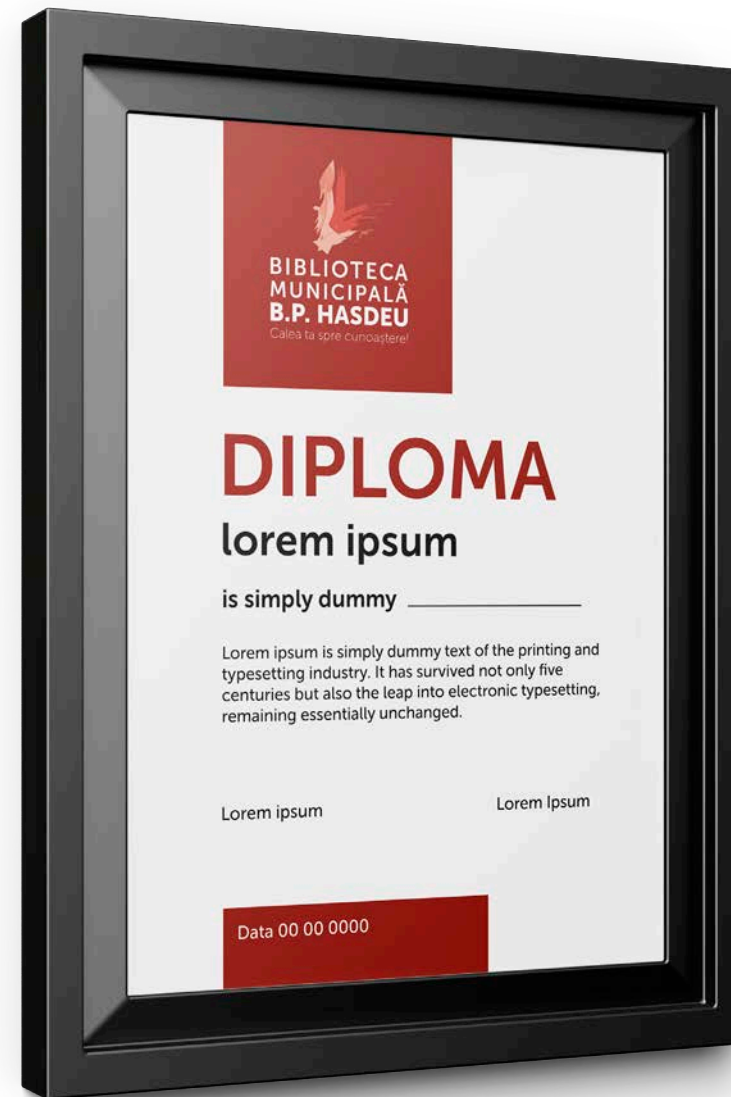 BIBLIOTECA
MUNICIPALĂ
B.P. HASDEU
Calea ta spre cunoaștere!
DIPLOMA
lorem ipsum
is simply dummy
Lorem ipsum is simply dummy text of the printing and
typesetting industry. It has survived not only five
centuries but also the leap into electronic typesetting,
remaining essentially unchanged.
Lorem ipsum
Lorem Ipsum
Data 00 00 0000